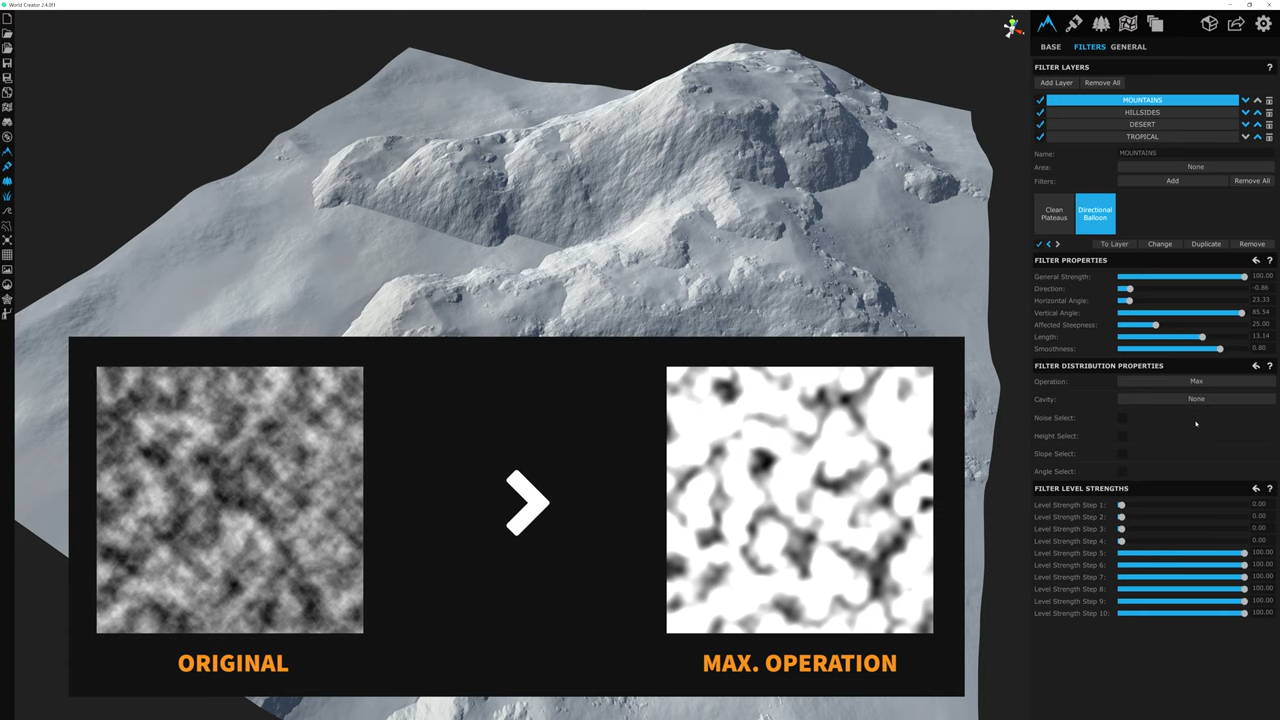 World Creator 2.4.0f1
BASE FILTERS GENERAL
FILTER LAYERS ?
Add Layer Remove All
MOUNTAINS
HILLSIDES
DESERT
TROPICAL
Name: MOUNTAINS
Area: None
Filters: Add Remove All
Clean Plateaus
Directional Balloon
To Layer Change Duplicate Remove
FILTER PROPERTIES ?
General Strength: 100.00
Direction: -0.86
Horizontal Angle: 23.33
Vertical Angle: 85.54
Affected Steepness: 25.00
Length: 13.14
Smoothness: 0.80
FILTER DISTRIBUTION PROPERTIES ?
Operation: Max
Cavity: None
Noise Select:
Height Select:
Slope Select:
Angle Select:
FILTER LEVEL STRENGTHS ?
Level Strength Step 1: 0.00
Level Strength Step 2: 0.00
Level Strength Step 3: 0.00
Level Strength Step 4: 0.00
Level Strength Step 5: 100.00
Level Strength Step 6: 100.00
Level Strength Step 7: 100.00
Level Strength Step 8: 100.00
Level Strength Step 9: 100.00
Level Strength Step 10: 100.00
ORIGINAL
MAX. OPERATION